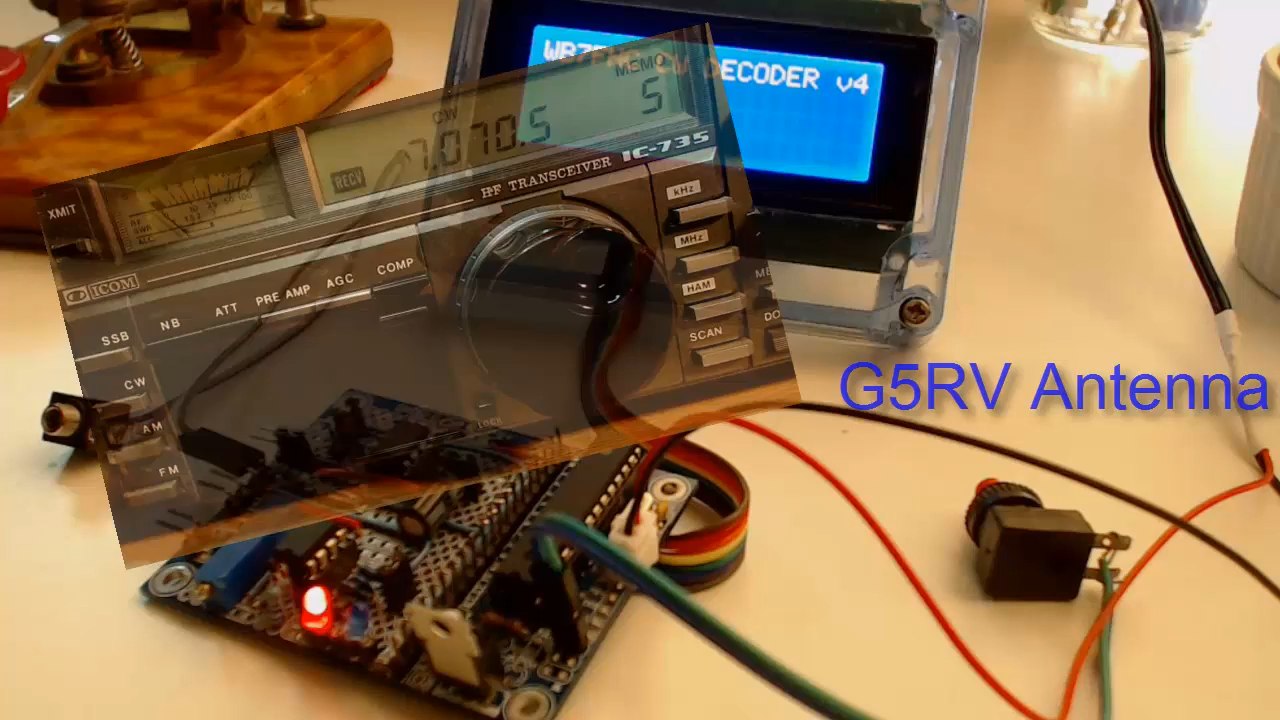 DECODER v4
MEMO
5
CW
7.070.5
RECV
IC-735
HF TRANSCEIVER
XMIT
ICOM
kHz
MHz
HAM
SCAN
SSB
NB
ATT
PRE AMP
AGC
COMP
CW
AM
FM
LOCK
G5RV Antenna